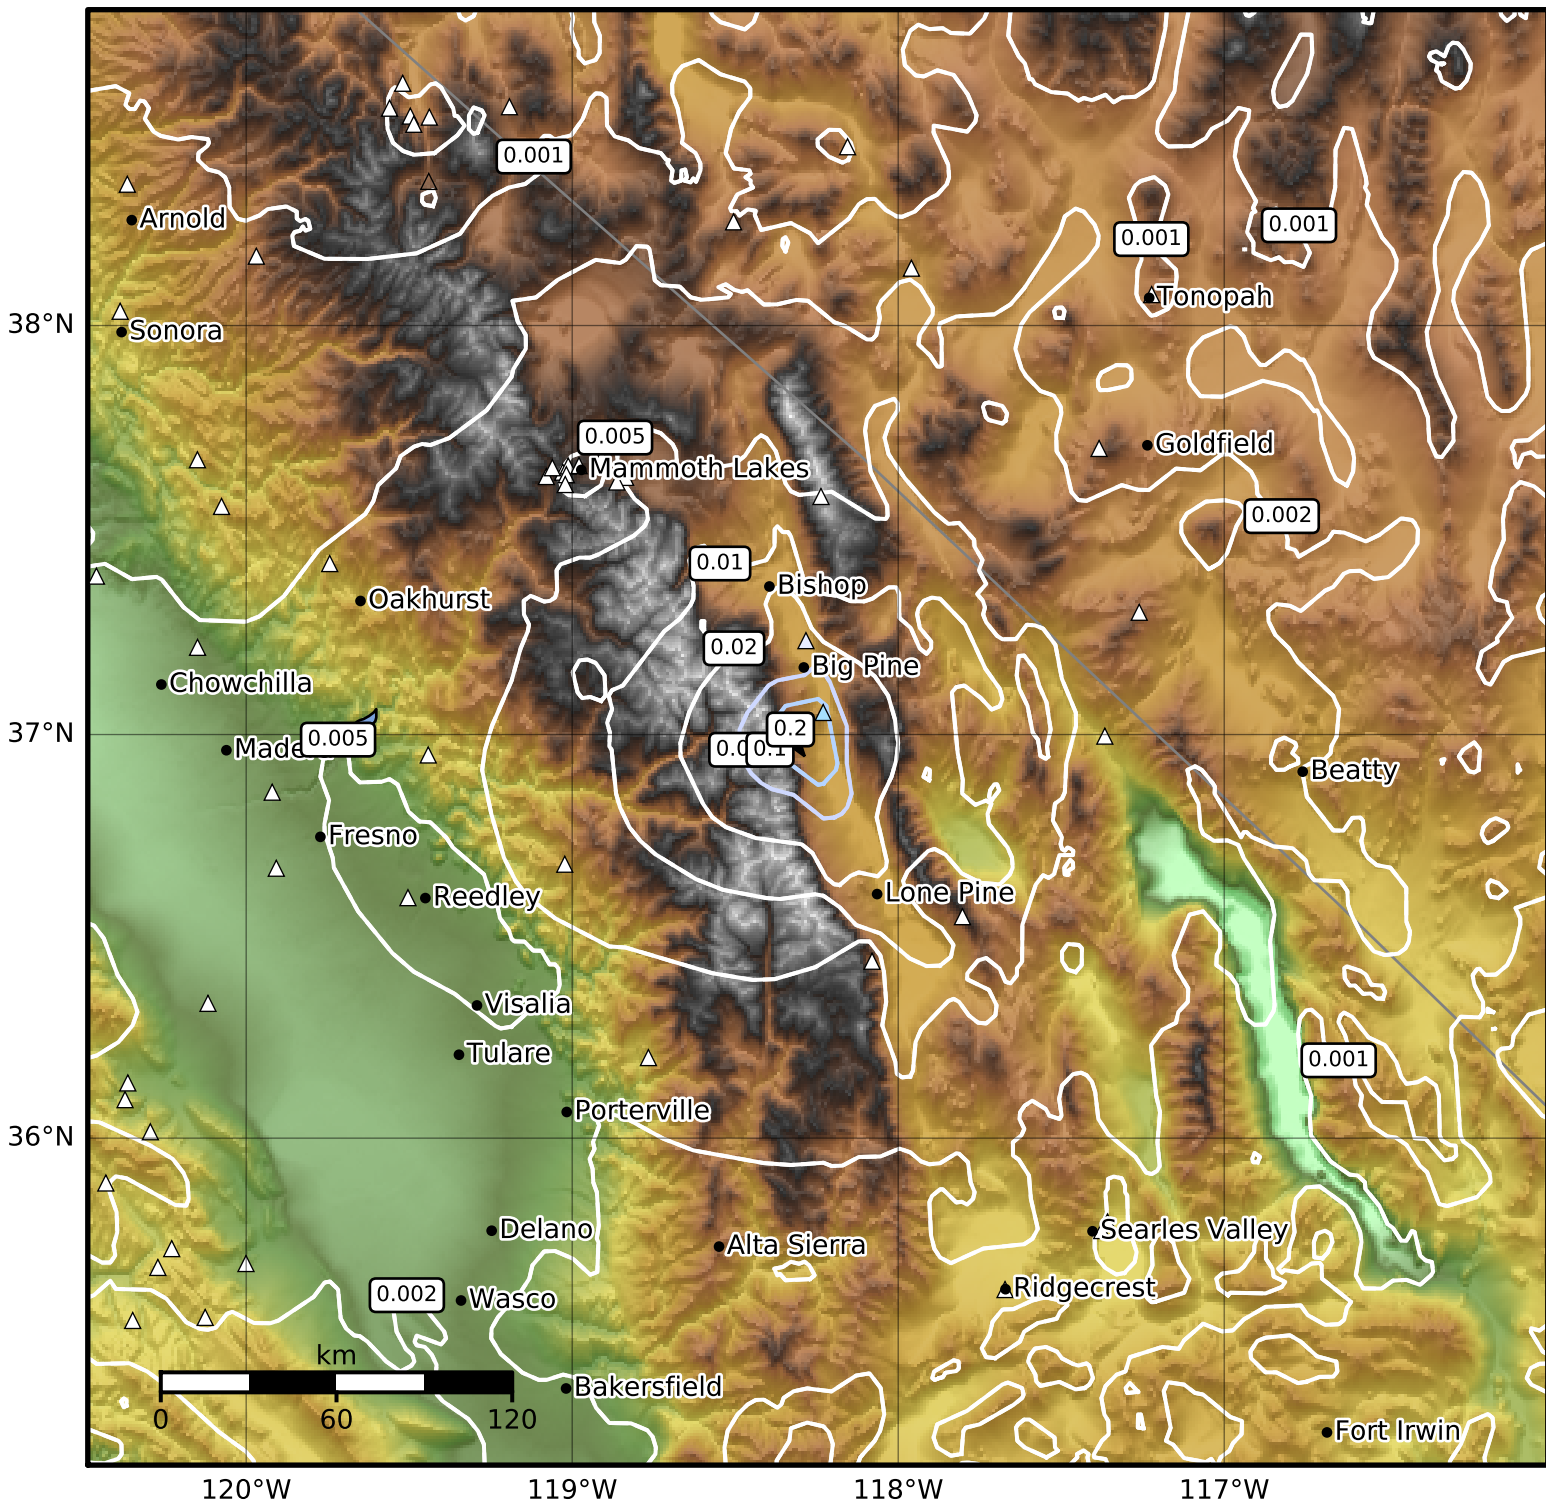 0.001
Arnold
0.001
0.001
Tonopah
38°N
Sonora
0.005
Mammoth Lakes
Goldfield
0.002
0.01
Bishop
Oakhurst
0.02
Big Pine
Chowchilla
0.2
0.1
37°N
0.005
Beatty
Fresno
Lone Pine
Reedley
Visalia
Tulare
0.001
Porterville
36°N
Delano
Searles Valley
Alta Sierra
Ridgecrest
0.002
Wasco
km
Bakersfield
0 60 120
Fort Irwin
120°W 119°W 118°W 117°W